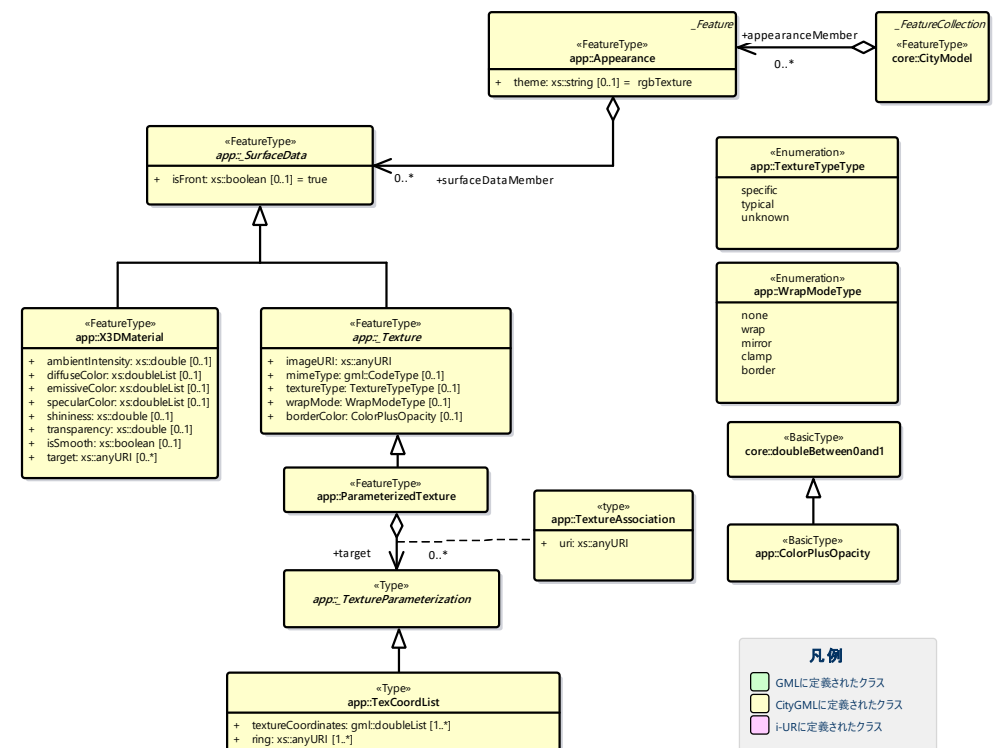 _Feature
«FeatureType»
app::Appearance
+ theme: xs::string [0..1] = rgbTexture
+appearanceMember
0..*
_FeatureCollection
«FeatureType»
core::CityModel
«FeatureType»
app::_SurfaceData
+ isFront: xs::boolean [0..1] = true
0..*
+surfaceDataMember
«Enumeration»
app::TextureTypeType
specific
typical
unknown
«Enumeration»
app::WrapModeType
none
wrap
mirror
clamp
border
«FeatureType»
app::X3DMaterial
+ ambientIntensity: xs::double [0..1]
+ diffuseColor: xs:doubleList [0..1]
+ emissiveColor: xs:doubleList [0..1]
+ specularColor: xs:doubleList [0..1]
+ shininess: xs::double [0..1]
+ transparency: xs::double [0..1]
+ isSmooth: xs::boolean [0..1]
+ target: xs::anyURI [0..*]
«FeatureType»
app::_Texture
+ imageURI: xs::anyURI
+ mimeType: gml::CodeType [0..1]
+ textureType: TextureTypeType [0..1]
+ wrapMode: WrapModeType [0..1]
+ borderColor: ColorPlusOpacity [0..1]
«BasicType»
core::doubleBetween0and1
«FeatureType»
app::ParameterizedTexture
«type»
app::TextureAssociation
+ uri: xs::anyURI
«BasicType»
app::ColorPlusOpacity
+target
0..*
«Type»
app::_TextureParameterization
«Type»
app::TexCoordList
+ textureCoordinates: gml::doubleList [1..*]
+ ring: xs::anyURI [1..*]
凡例
GMLに定義されたクラス
CityGMLに定義されたクラス
i-URに定義されたクラス